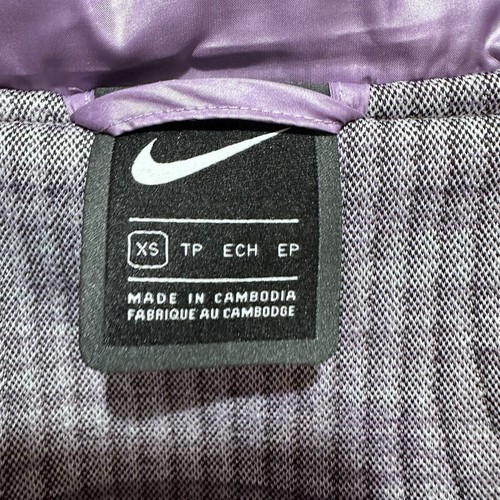 XS TP ECH EP
MADE IN CAMBODIA
FABRIQUE AU CAMBODGE